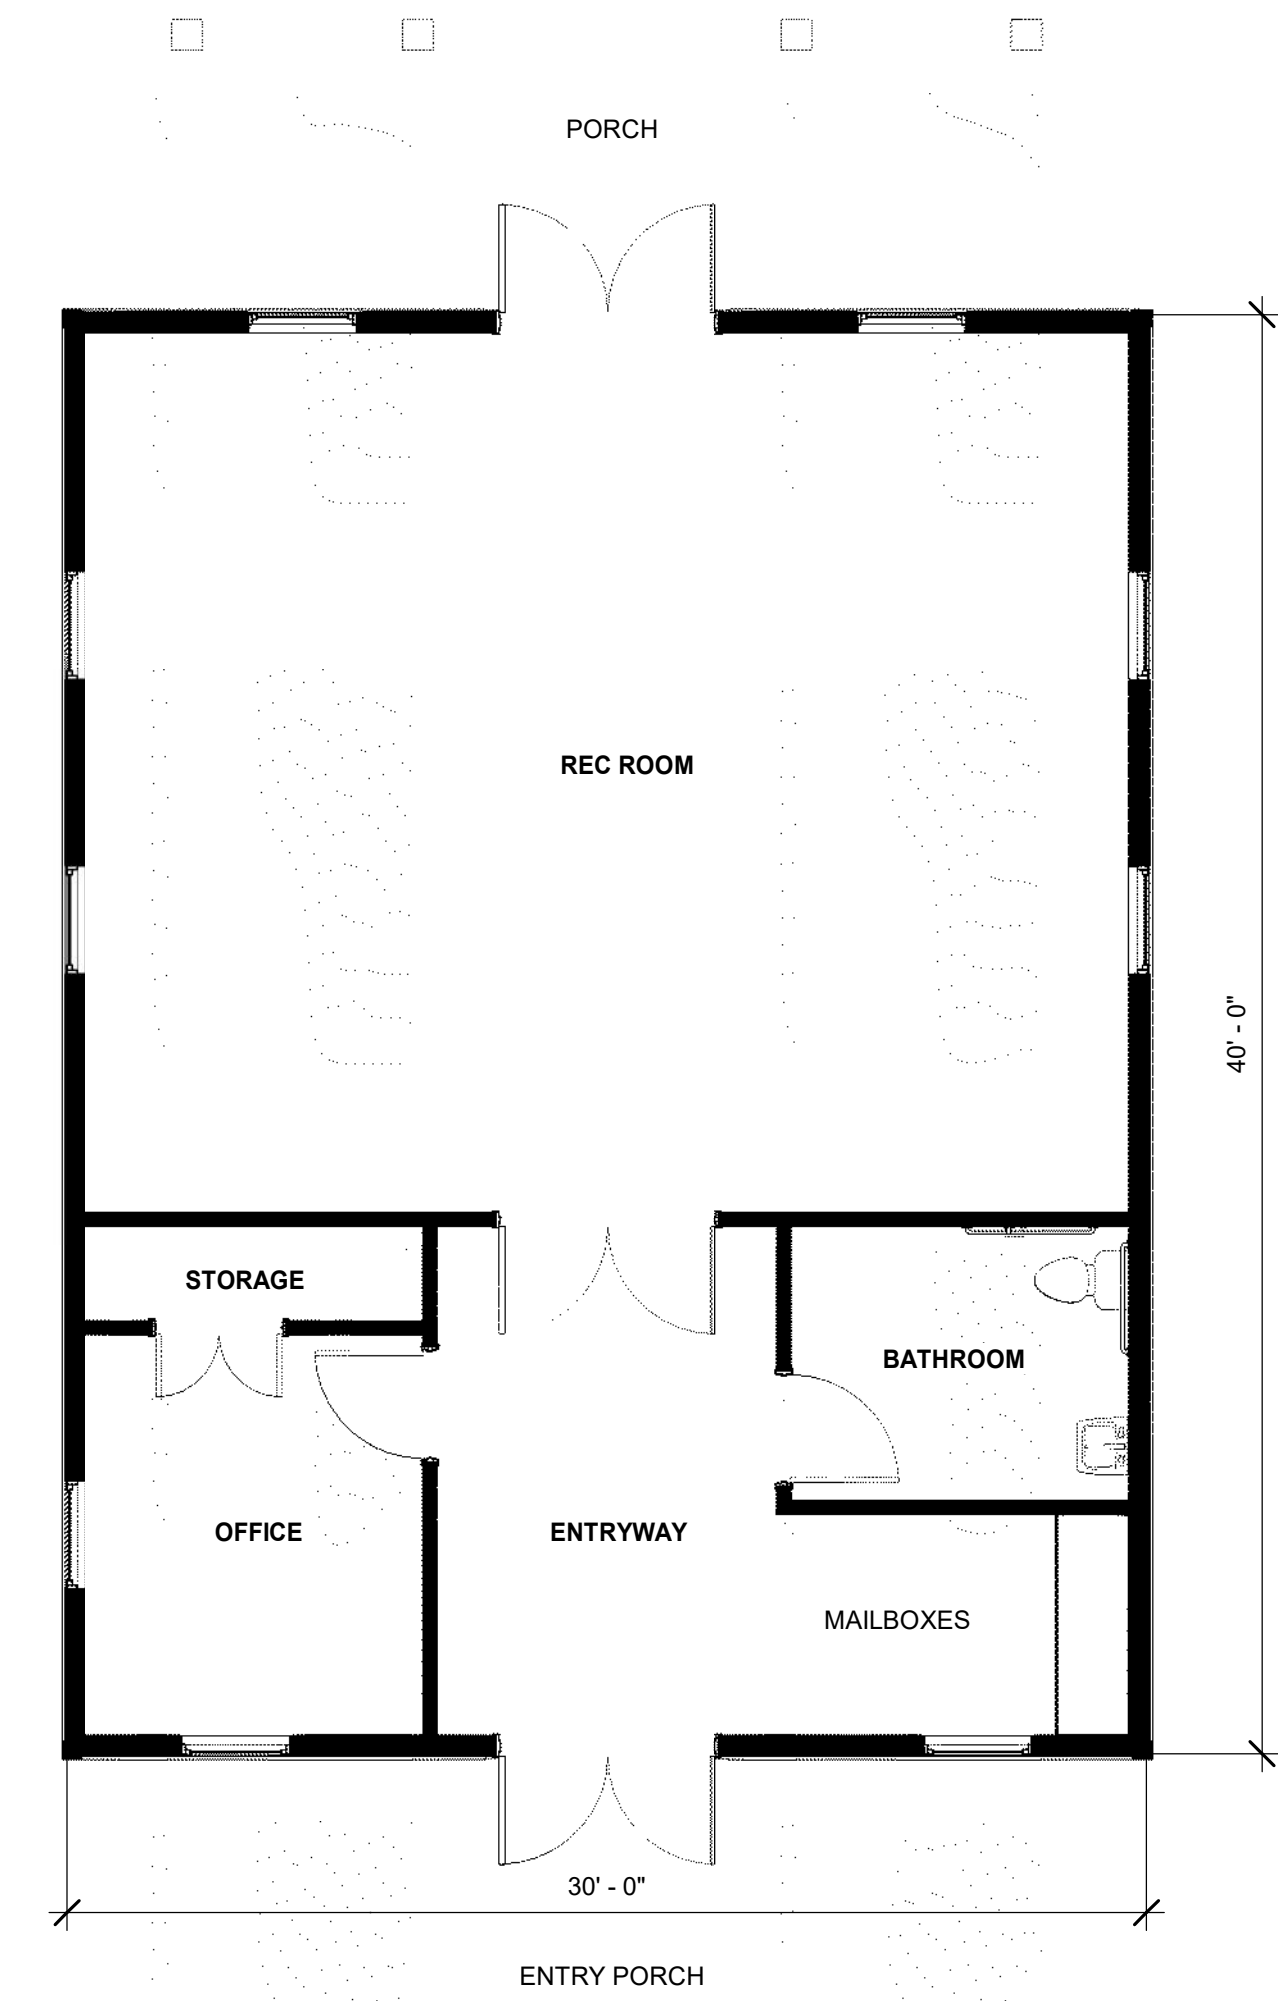 PORCH
REC ROOM
40' - 0"
STORAGE
BATHROOM
OFFICE
ENTRYWAY
MAILBOXES
30' - 0"
ENTRY PORCH